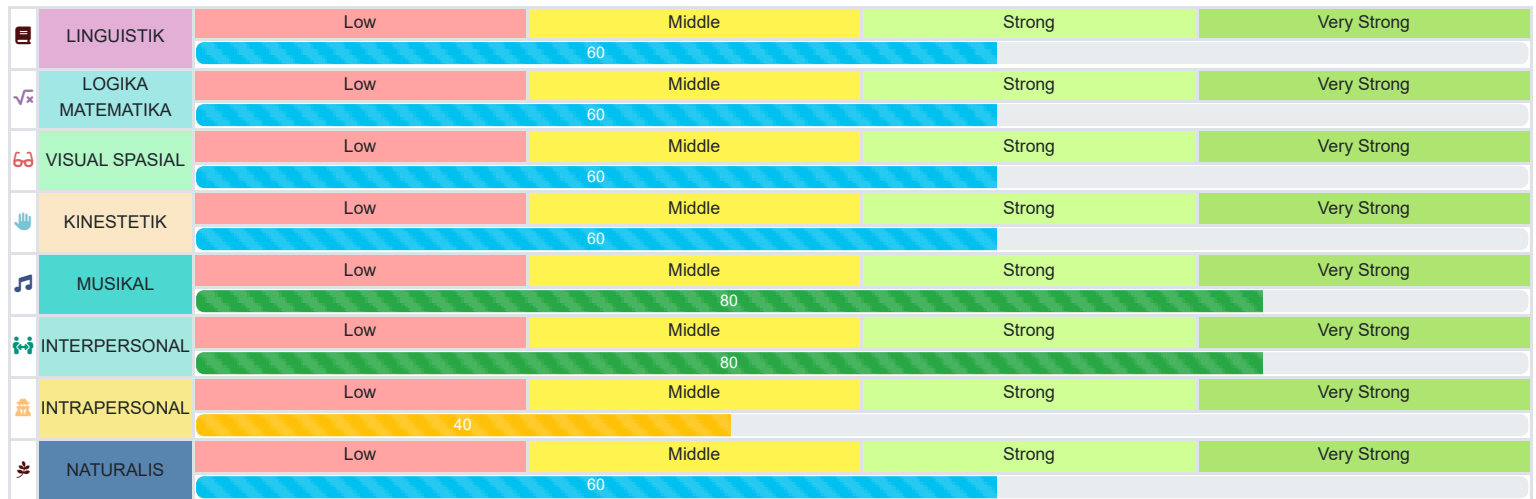 LINGUISTIK
Low Middle Strong Very Strong
60
LOGIKA
MATEMATIKA
Low Middle Strong Very Strong
60
VISUAL SPASIAL
Low Middle Strong Very Strong
60
KINESTETIK
Low Middle Strong Very Strong
60
MUSIKAL
Low Middle Strong Very Strong
80
INTERPERSONAL
Low Middle Strong Very Strong
80
INTRAPERSONAL
Low Middle Strong Very Strong
40
NATURALIS
Low Middle Strong Very Strong
60